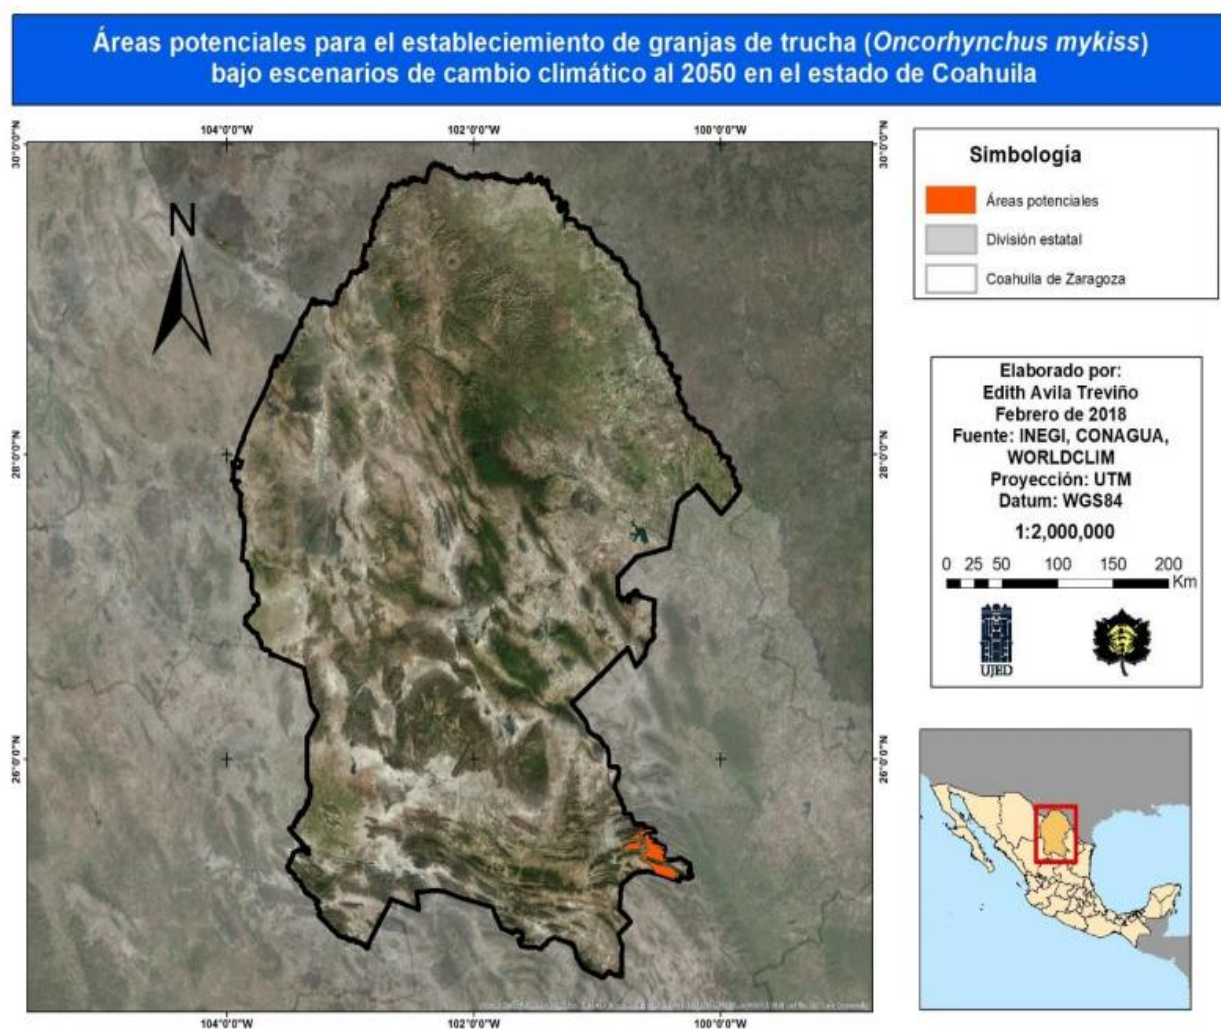 Áreas potenciales para el estableciemiento de granjas de trucha (Oncorhynchus mykiss)
bajo escenarios de cambio climático al 2050 en el estado de Coahuila
104°0'0"W
102°0'0"W
100°0'0"W
30°0'0"N
30°0'0"N
N
28°0'0"N
28°0'0"N
26°0'0"N
26°0'0"N
104°0'0"W
102°0'0"W
100°0'0"W
Simbología
Áreas potenciales
División estatal
Coahuila de Zaragoza
Elaborado por:
Edith Avila Treviño
Febrero de 2018
Fuente: INEGI, CONAGUA,
WORLDCLIM
Proyección: UTM
Datum: WGS84
1:2,000,000
0 25 50 100 150 200
Km
UJED